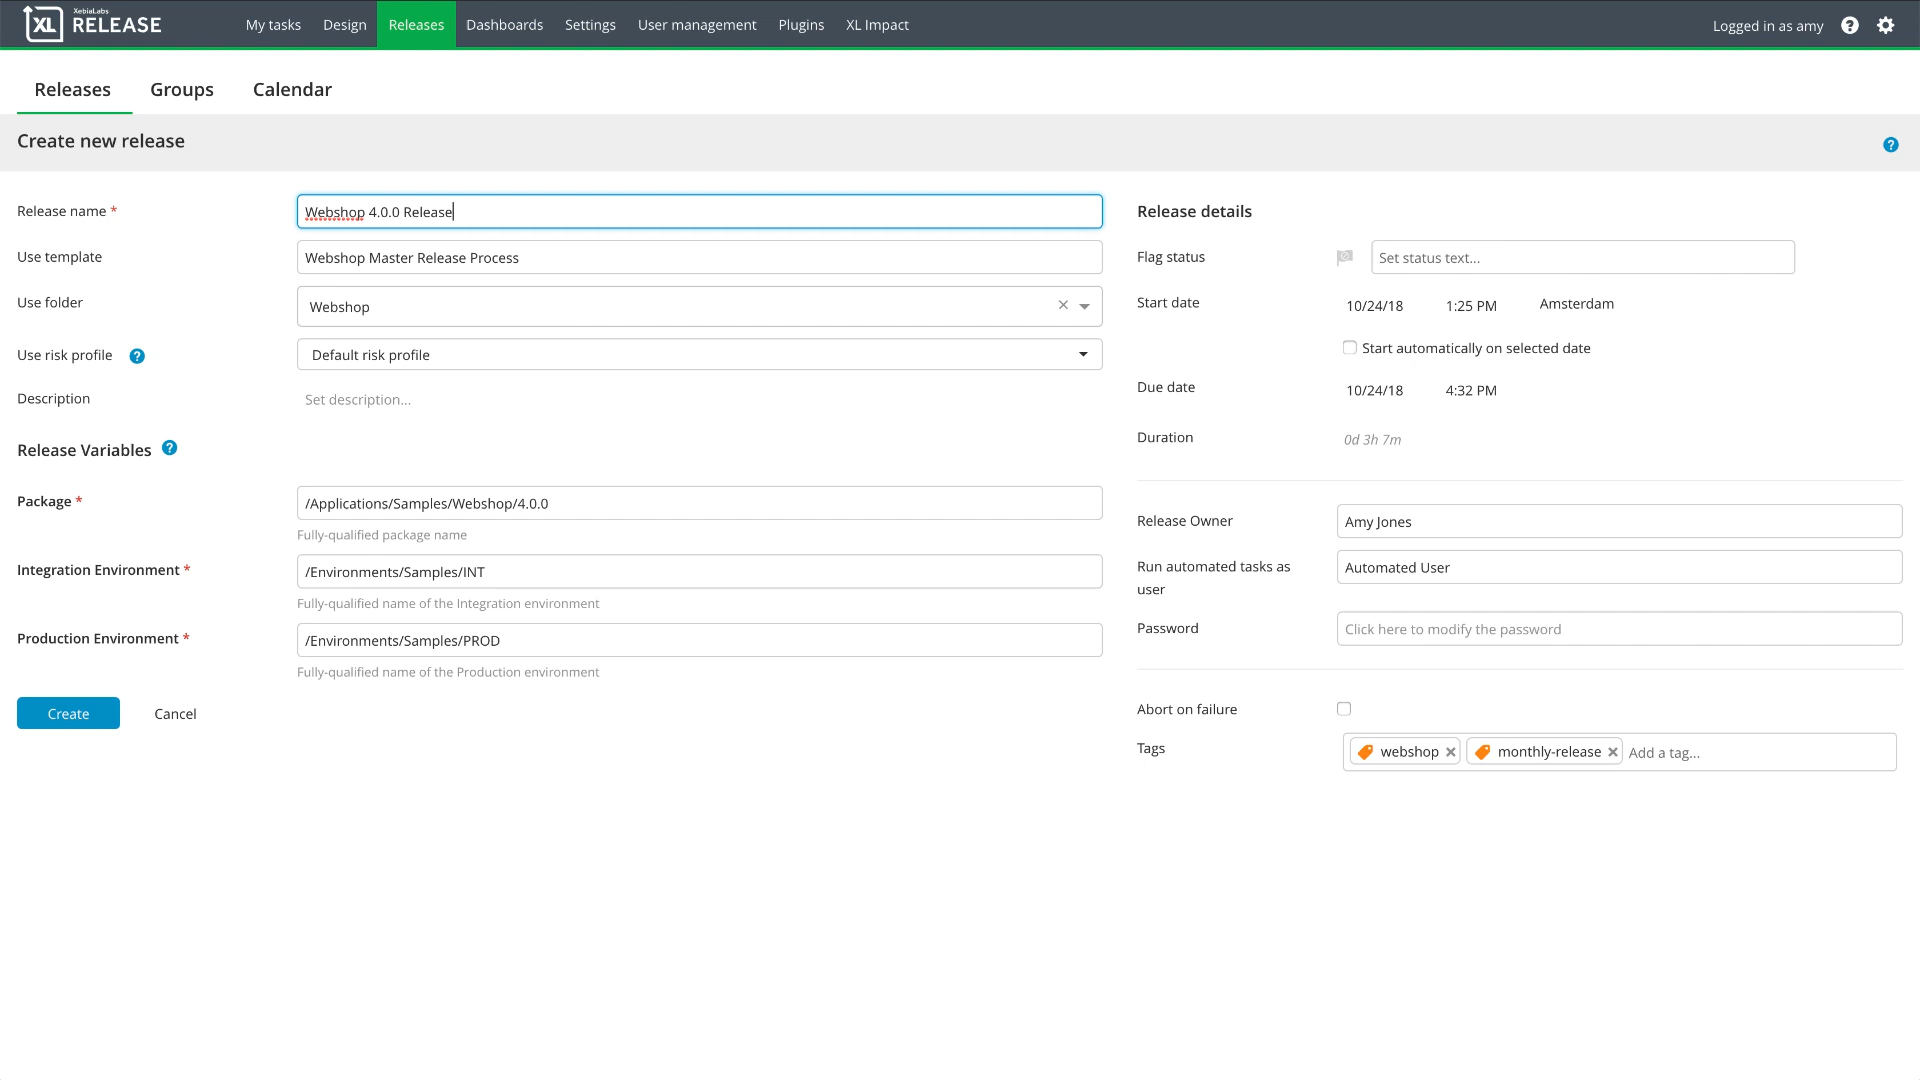 XebiaLabs
XL RELEASE
My tasks Design Releases Dashboards Settings User management Plugins XL Impact
Logged in as amy ?
Releases Groups Calendar
Create new release
?
Release name *
Webshop 4.0.0 Release
Use template
Webshop Master Release Process
Use folder
Webshop
Use risk profile ?
Default risk profile
Description
Set description...
Release Variables ?
Package *
/Applications/Samples/Webshop/4.0.0
Fully-qualified package name
Integration Environment *
/Environments/Samples/INT
Fully-qualified name of the Integration environment
Production Environment *
/Environments/Samples/PROD
Fully-qualified name of the Production environment
Create Cancel
Release details
Flag status
Set status text...
Start date
10/24/18 1:25 PM Amsterdam
Start automatically on selected date
Due date
10/24/18 4:32 PM
Duration
0d 3h 7m
Release Owner
Amy Jones
Run automated tasks as
user
Automated User
Password
Click here to modify the password
Abort on failure
Tags
webshop monthly-release Add a tag...